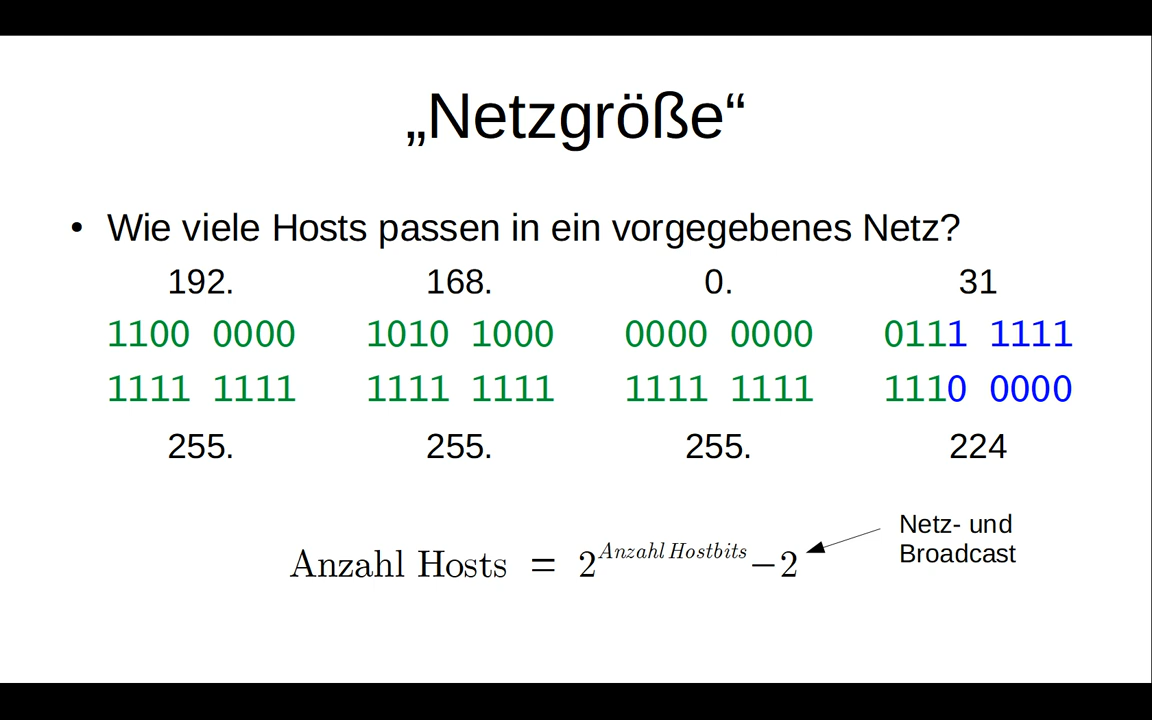 „Netzgröße“
• Wie viele Hosts passen in ein vorgegebenes Netz?
192. 168. 0. 31
1100 0000 1010 1000 0000 0000 0111 1111
1111 1111 1111 1111 1111 1111 1110 0000
255. 255. 255. 224
Netz- und
Broadcast
Anzahl Hosts = 2^{Anzahl Hostbits}−2